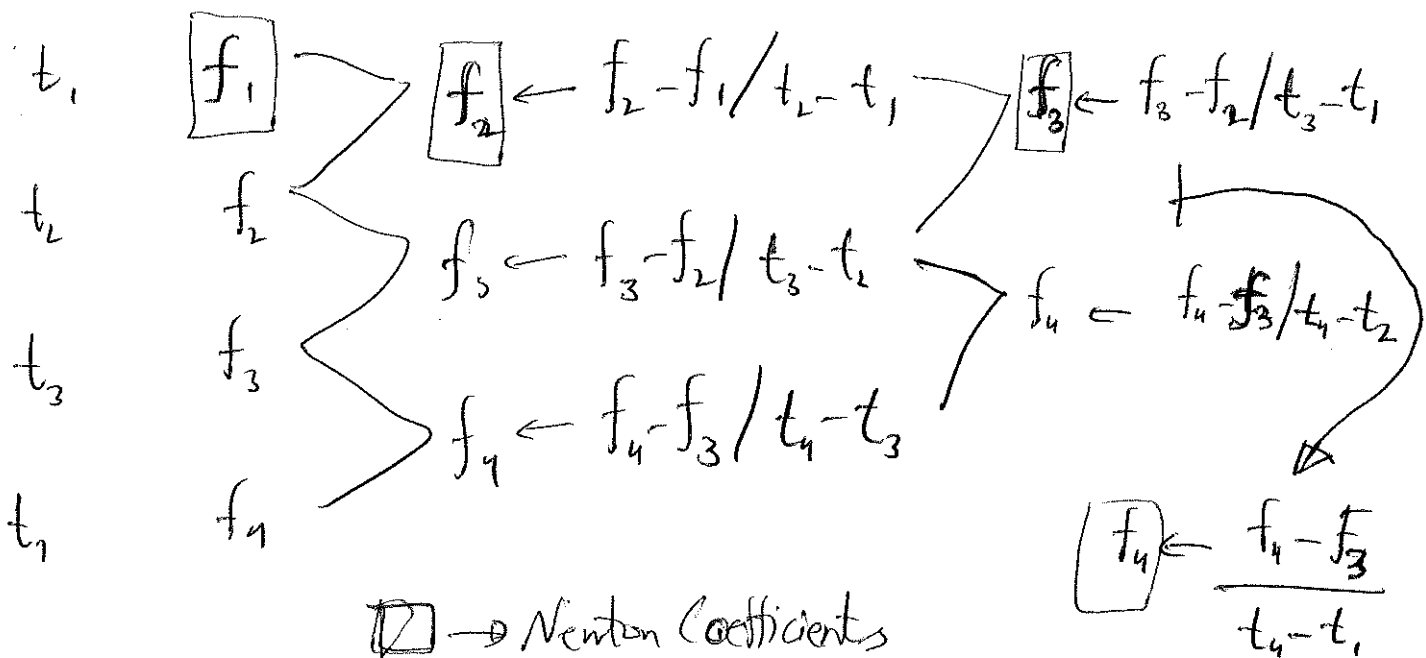 t₁ f₁ f₂ ← f₂ - f₁ / t₂ - t₁ f₃ ← f₃ - f₂ / t₃ - t₁
t₂ f₂ f₃ ← f₃ - f₂ / t₃ - t₂ f₄ ← f₄ - f₃ / t₄ - t₂
t₃ f₃ f₄ ← f₄ - f₃ / t₄ - t₃
t₄ f₄ f₄ ← f₄ - f₃ / t₄ - t₁
→ Newton Coefficients